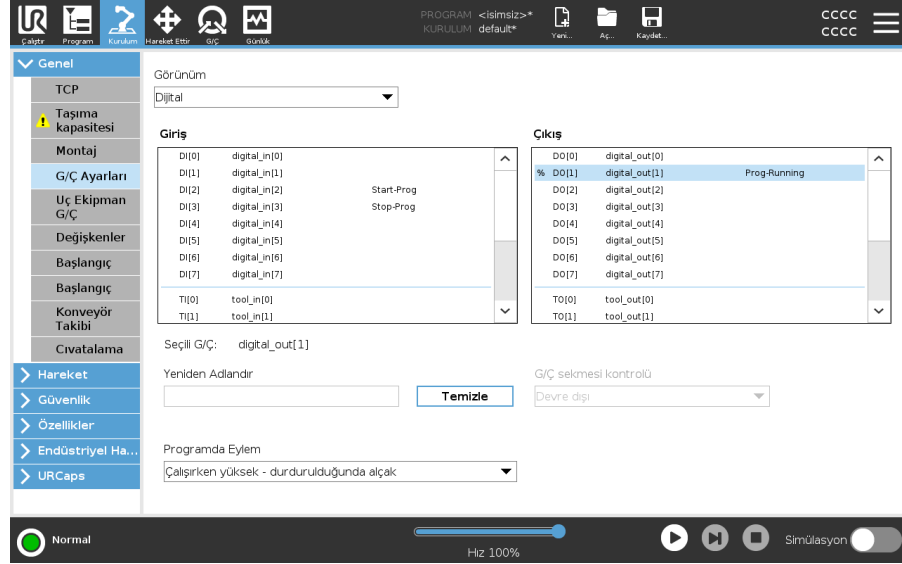 UR
PROGRAM <isimsiz>*
KURULUM default*
cccc
cccc
Çalıştır Program Kurulum Hareket Ettir G/Ç Günlük Yeni... Aç... Kaydet...
Genel
TCP
Taşıma
kapasitesi
Montaj
G/Ç Ayarları
Uç Ekipman
G/Ç
Değişkenler
Başlangıç
Başlangıç
Konveyör
Takibi
Cıvatalama
Hareket
Güvenlik
Özellikler
Endüstriyel Ha...
URCaps
Görünüm
Dijital
Giriş
DI[0] digital_in[0]
DI[1] digital_in[1]
DI[2] digital_in[2] Start-Prog
DI[3] digital_in[3] Stop-Prog
DI[4] digital_in[4]
DI[5] digital_in[5]
DI[6] digital_in[6]
DI[7] digital_in[7]
TI[0] tool_in[0]
TI[1] tool_in[1]
Çıkış
DO[0] digital_out[0]
% DO[1] digital_out[1] Prog-Running
DO[2] digital_out[2]
DO[3] digital_out[3]
DO[4] digital_out[4]
DO[5] digital_out[5]
DO[6] digital_out[6]
DO[7] digital_out[7]
TO[0] tool_out[0]
TO[1] tool_out[1]
Seçili G/Ç: digital_out[1]
Yeniden Adlandır
Temizle
G/Ç sekmesi kontrolü
Devre dışı
Programda Eylem
Çalışırken yüksek - durdurulduğunda alçak
Normal
Hız 100%
Simülasyon